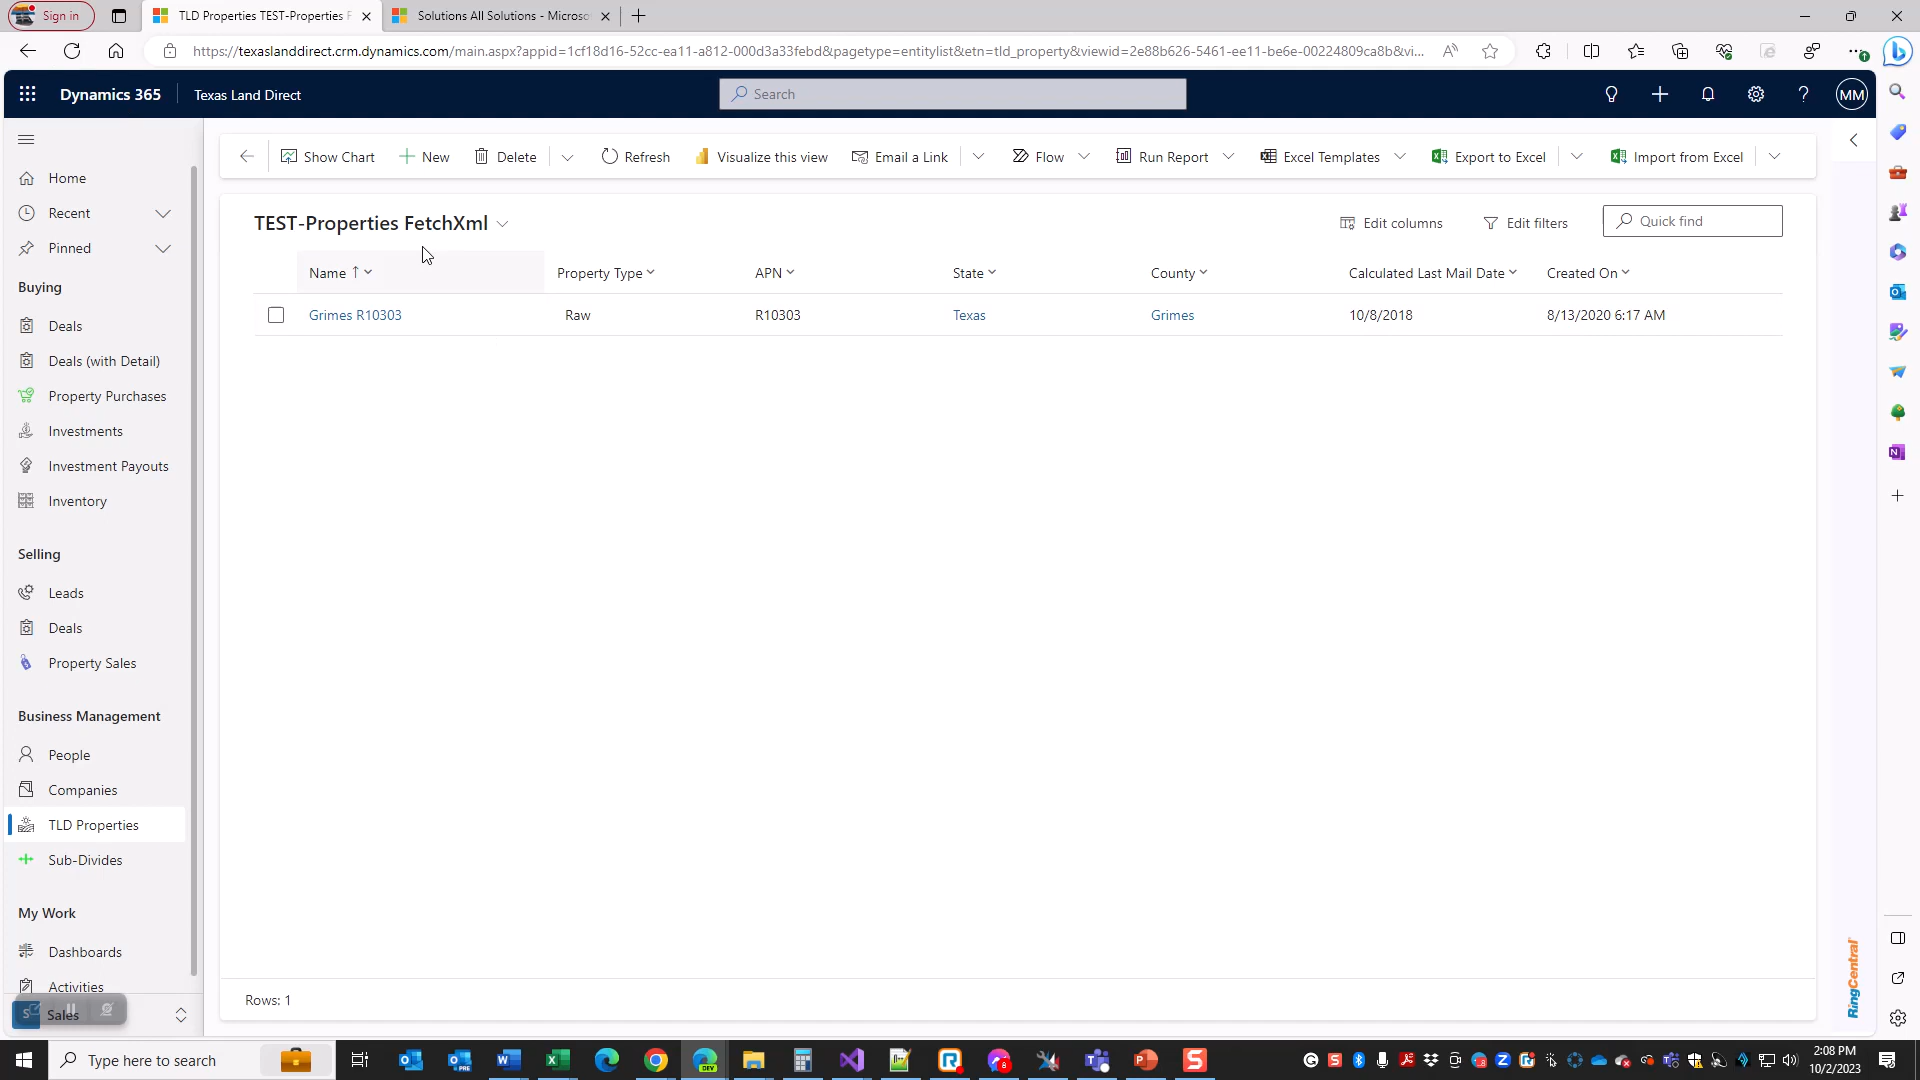 Sign in
TLD Properties TEST-Properties F
Solutions All Solutions - Microso
https://texaslanddirect.crm.dynamics.com/main.aspx?appid=1cf18d16-52cc-ea11-a812-000d3a33febd&pagetype=entitylist&etn=tld_property&viewid=2e88b626-5461-ee11-be6e-00224809ca8b&vi...
Dynamics 365
Texas Land Direct
Search
MM
Show Chart
New
Delete
Refresh
Visualize this view
Email a Link
Flow
Run Report
Excel Templates
Export to Excel
Import from Excel
Home
Recent
Pinned
Buying
Deals
Deals (with Detail)
Property Purchases
Investments
Investment Payouts
Inventory
Selling
Leads
Deals
Property Sales
Business Management
People
Companies
TLD Properties
Sub-Divides
My Work
Dashboards
Activities
S Sales
TEST-Properties FetchXml
Edit columns
Edit filters
Quick find
Name Property Type APN State County Calculated Last Mail Date Created On
Grimes R10303 Raw R10303 Texas Grimes 10/8/2018 8/13/2020 6:17 AM
Rows: 1
RingCentral
Type here to search
2:08 PM
10/2/2023